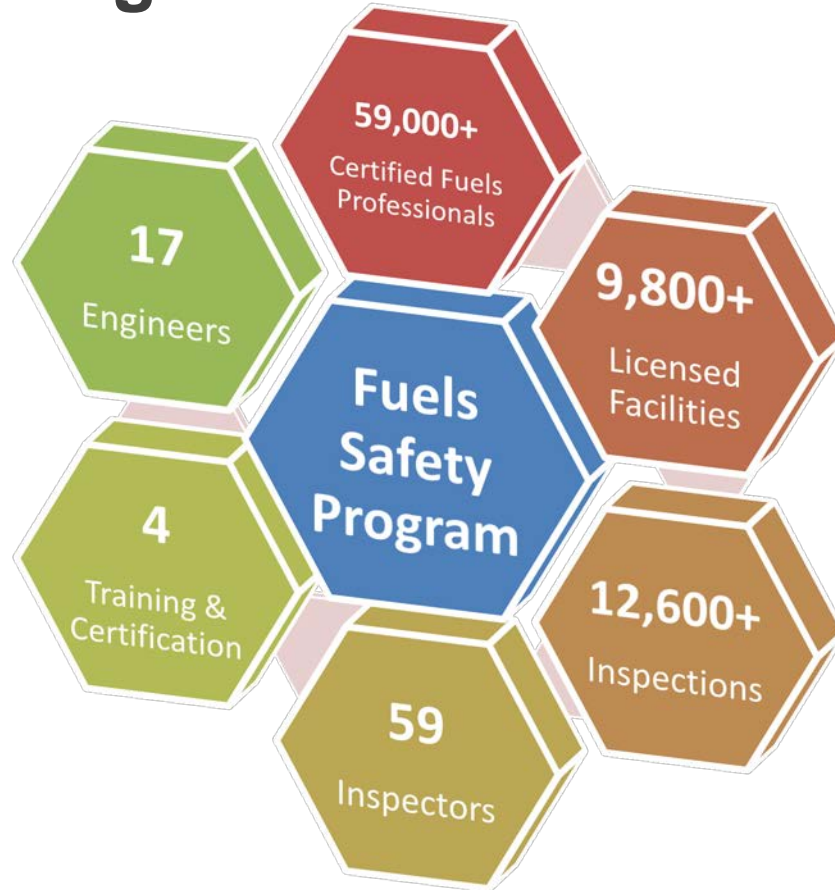 59,000+
Certified Fuels
Professionals
17
Engineers
9,800+
Licensed
Facilities
Fuels
Safety
Program
4
Training &
Certification
12,600+
Inspections
59
Inspectors